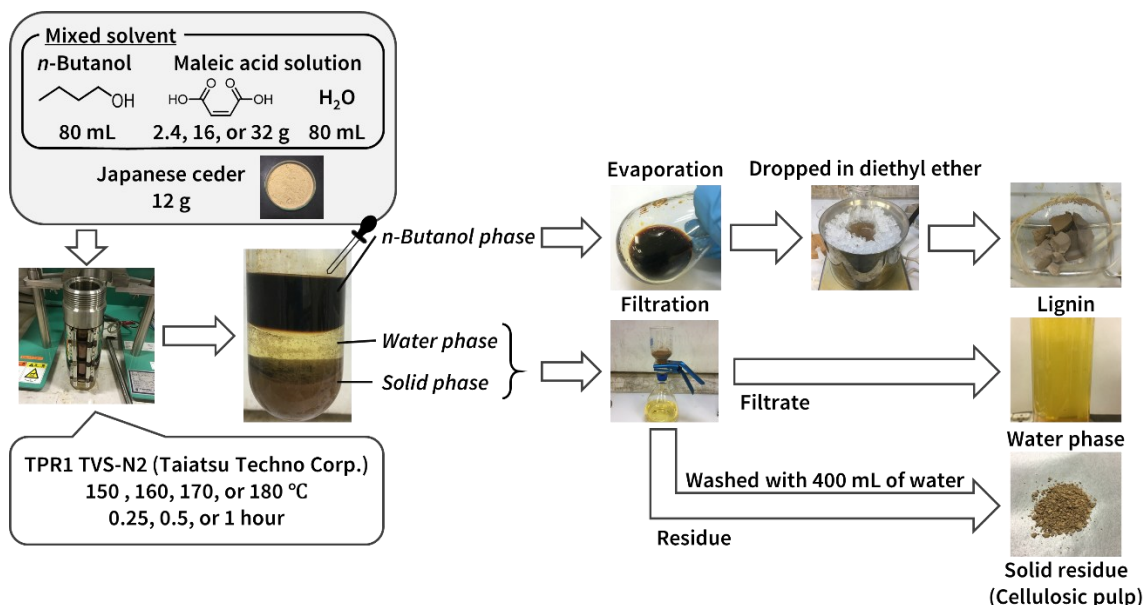 Mixed solvent
n-Butanol
Maleic acid solution
OH
HO
O
O
OH
H2O
80 mL
2.4, 16, or 32 g
80 mL
Japanese ceder
12 g
n-Butanol phase
Water phase
Solid phase
TPR1 TVS-N2 (Taiatsu Techno Corp.)
150 , 160, 170, or 180 ℃
0.25, 0.5, or 1 hour
Evaporation
Dropped in diethyl ether
Lignin
Filtration
Filtrate
Water phase
Washed with 400 mL of water
Residue
Solid residue
(Cellulosic pulp)